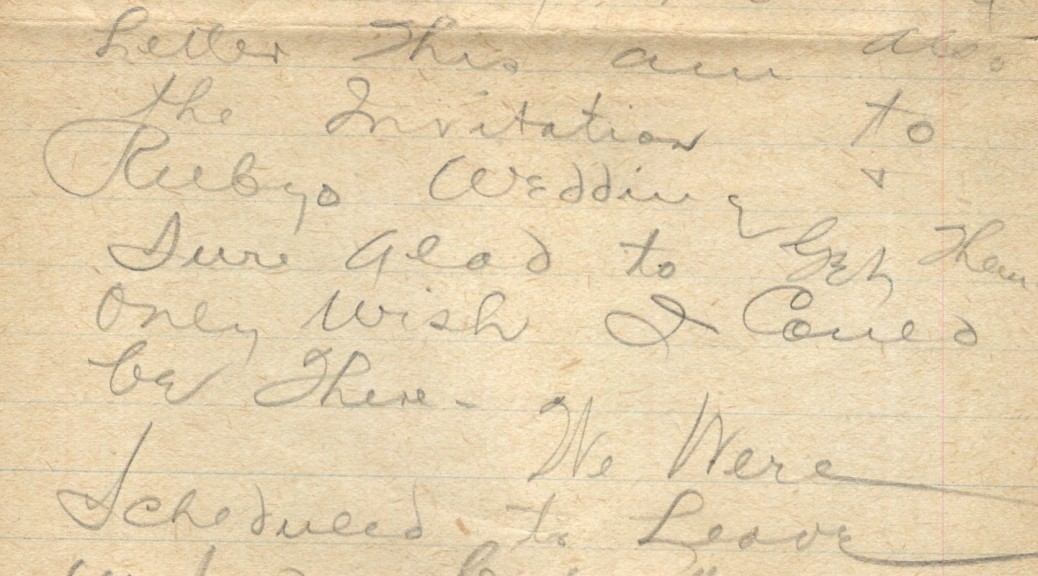 Letter This am also
the Invitation to
Rubys Wedding &
Sure Glad to Get Them
only wish I Could
be There - We Were
Scheduled to Leave